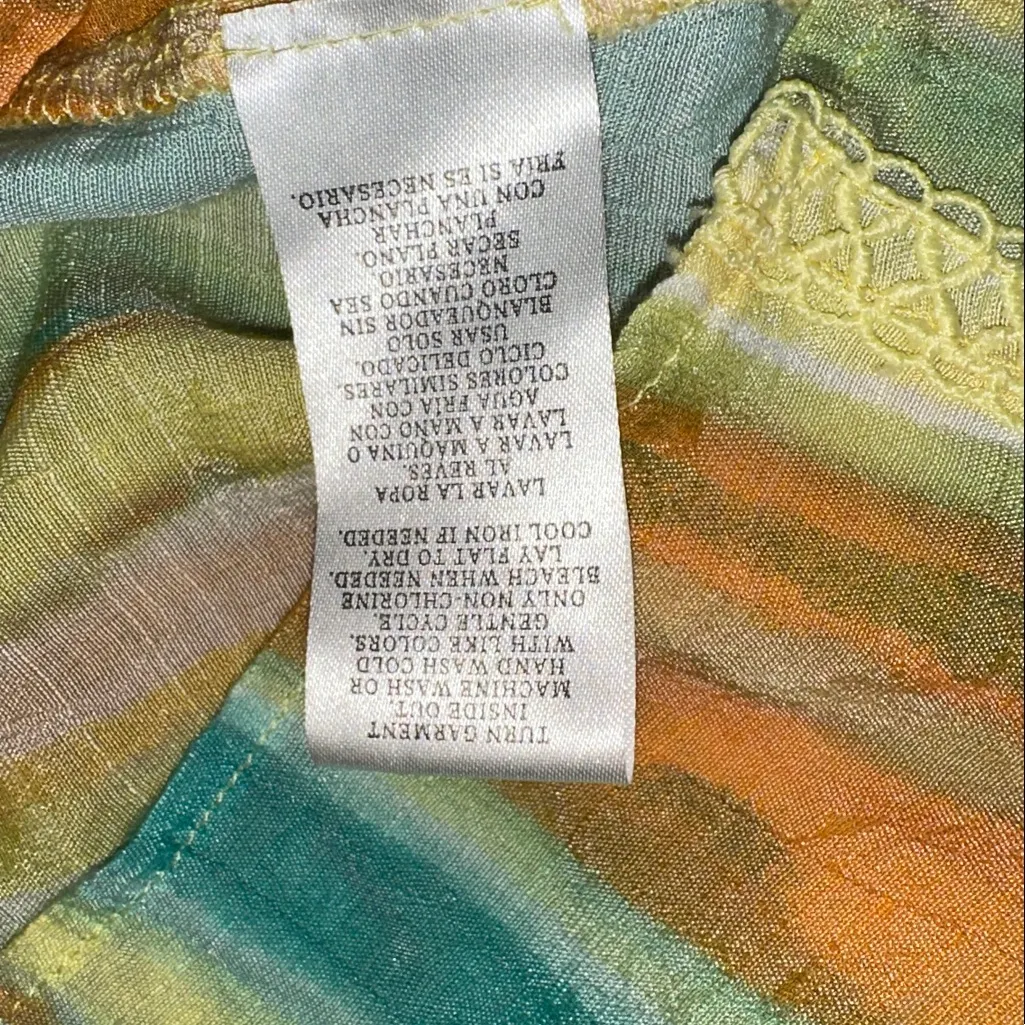 TURN GARMENT
INSIDE OUT.
MACHINE WASH OR
HAND WASH COLD
WITH LIKE COLORS.
GENTLE CYCLE.
ONLY NON-CHLORINE
BLEACH WHEN NEEDED.
LAY FLAT TO DRY.
COOL IRON IF NEEDED.
LAVAR LA ROPA
AL REVES.
LAVAR A MAQUINA O
LAVAR A MANO CON
AGUA FRIA CON
COLORES SIMILARES.
CICLO DELICADO.
USAR SOLO
BLANQUEADOR SIN
CLORO CUANDO SEA
NECESARIO
SECAR PLANO.
PLANCHAR
CON UNA PLANCHA
FRIA SI ES NECESARIO.